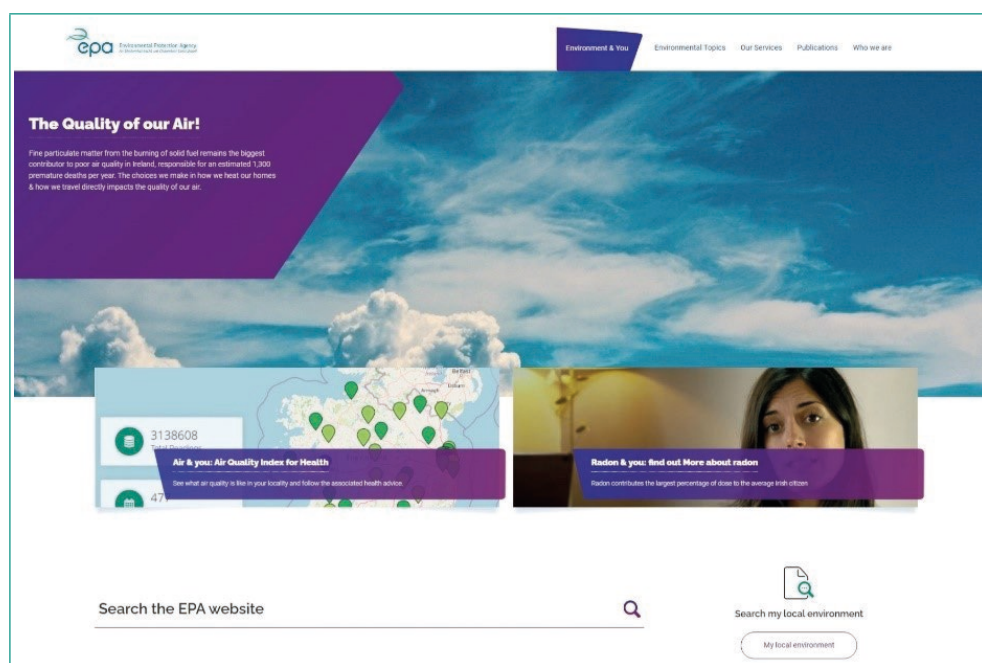 epa
Environmental Protection Agency
Environment & You
Environmental Topics
Our Services
Publications
Who we are
The Quality of our Air!
Fine particulate matter from the burning of solid fuel remains the biggest
contributor to poor air quality in Ireland, responsible for an estimated 1,300
premature deaths per year. The choices we make in how we heat our homes
& how we travel directly impacts the quality of our air.
3138608
Total Readings
Belfast
Armagh
Air & you: Air Quality Index for Health
See what air quality is like in your locality and follow the associated health advice.
Radon & you: find out More about radon
Radon contributes the largest percentage of dose to the average Irish citizen
Search the EPA website
Search my local environment
My local environment